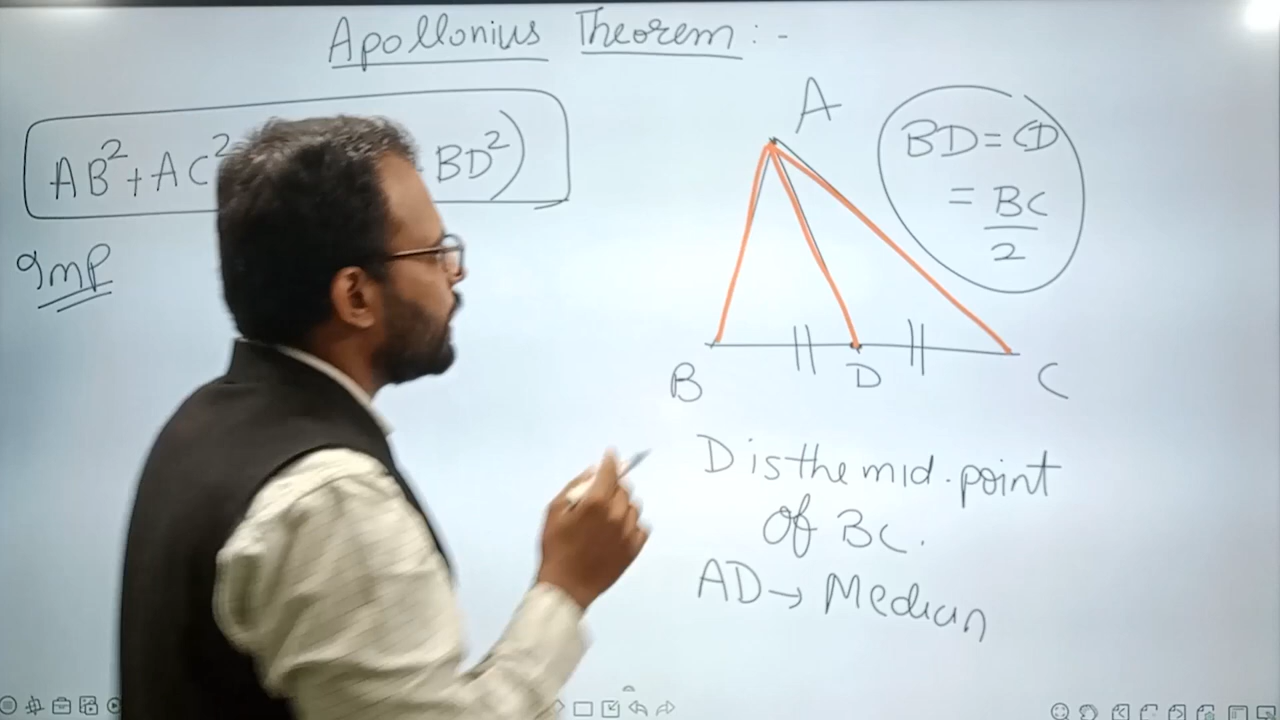 Apollonius Theorem :-
AB²+AC² BD²)
Imp
A
BD=CD
=BC/2
B D C
D is the mid.point
of BC.
AD→Median